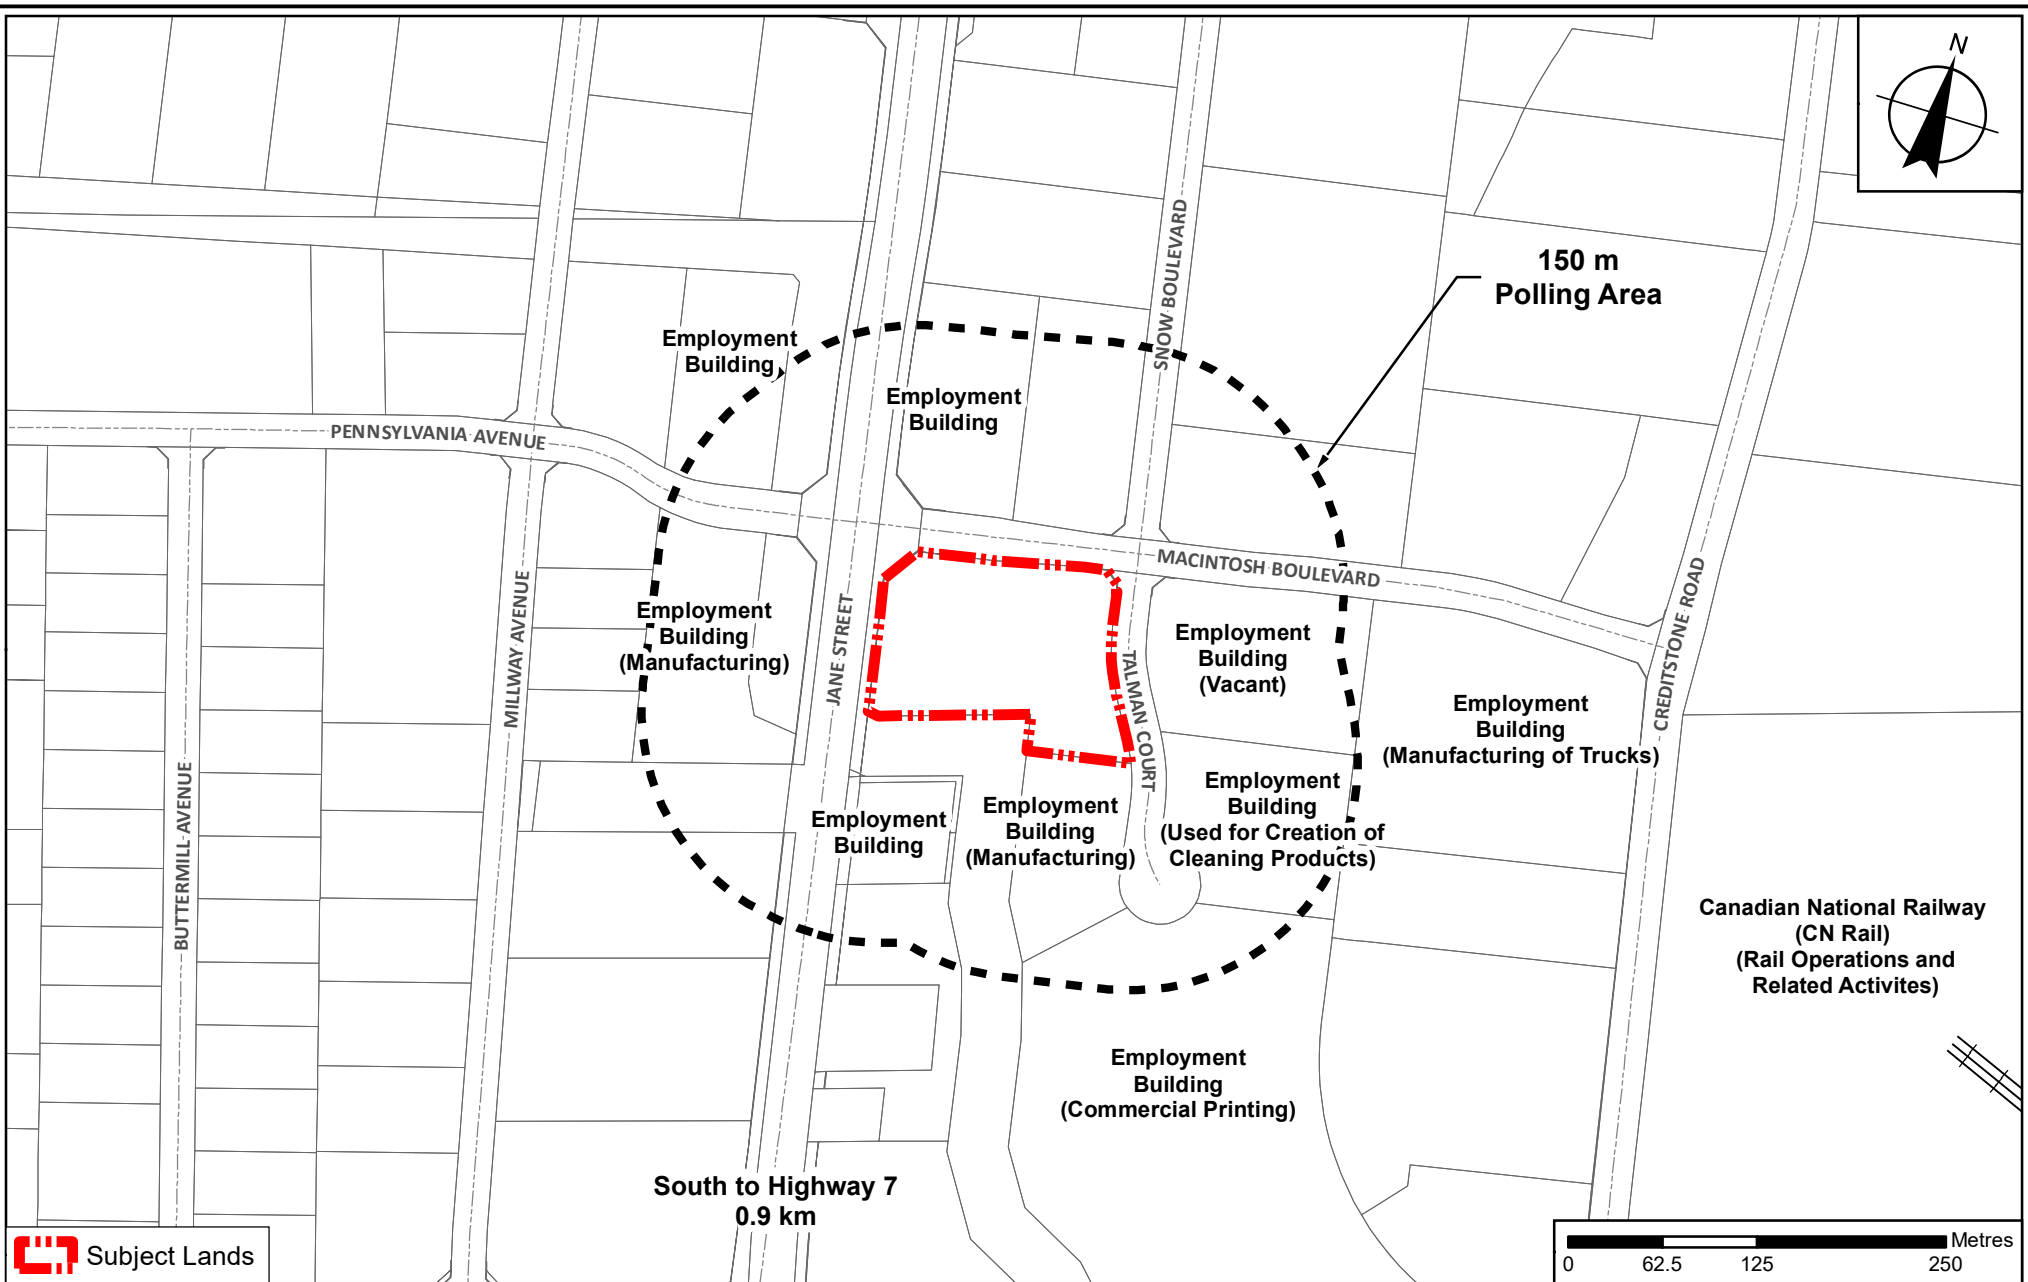 N
150 m
Polling Area
SNOW BOULEVARD
Employment
Building
Employment
Building
PENNSYLVANIA AVENUE
MACINTOSH BOULEVARD
CREDITSTONE ROAD
MILLWAY AVENUE
JANE STREET
TALMAN COURT
BUTTERMILL AVENUE
Employment
Building
(Manufacturing)
Employment
Building
(Vacant)
Employment
Building
(Manufacturing of Trucks)
Employment
Building
Employment
Building
(Manufacturing)
Employment
Building
(Used for Creation of
Cleaning Products)
Canadian National Railway
(CN Rail)
(Rail Operations and
Related Activites)
Employment
Building
(Commercial Printing)
South to Highway 7
0.9 km
Subject Lands
Metres
0 62.5 125 250